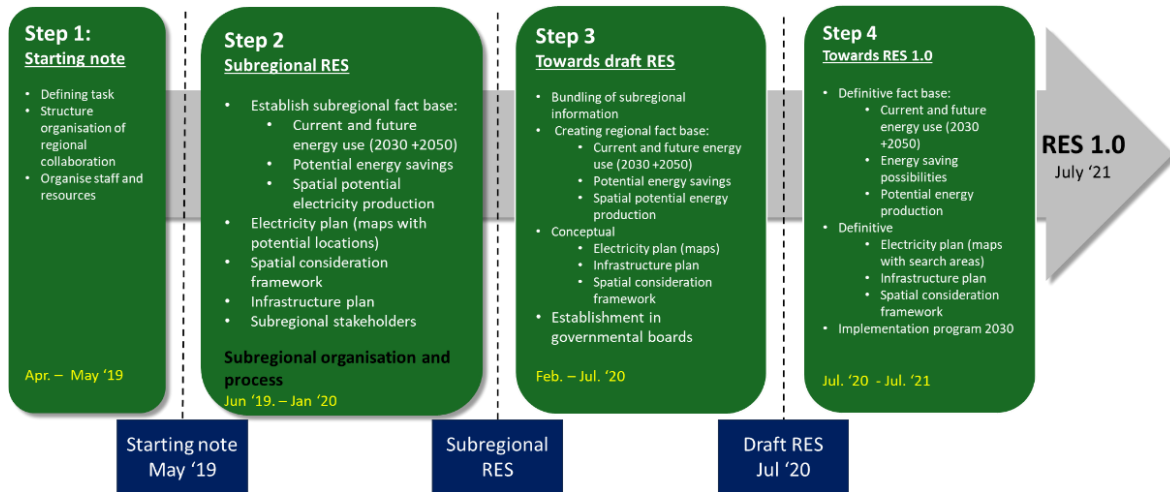 Step 1:
Starting note
• Defining task
• Structure
organisation of
regional
collaboration
• Organise staff and
resources
Apr. – May ‘19
Step 2
Subregional RES
• Establish subregional fact base:
• Current and future
energy use (2030 +2050)
• Potential energy savings
• Spatial potential
electricity production
• Electricity plan (maps with
potential locations)
• Spatial consideration
framework
• Infrastructure plan
• Subregional stakeholders
Subregional organisation and
process
Jun ‘19. – Jan ‘20
Step 3
Towards draft RES
• Bundling of subregional
information
• Creating regional fact base:
• Current and future energy
use (2030 +2050)
• Potential energy savings
• Spatial potential energy
production
• Conceptual
• Electricity plan (maps)
• Infrastructure plan
• Spatial consideration
framework
• Establishment in
governmental boards
Feb. – Jul. ‘20
Step 4
Towards RES 1.0
• Definitive fact base:
• Current and future
energy use (2030
+2050)
• Energy saving
possibilities
• Potential energy
production
• Definitive
• Electricity plan (maps
with search areas)
• Infrastructure plan
• Spatial consideration
framework
• Implementation program 2030
Jul. ‘20 - Jul. ‘21
RES 1.0
July ‘21
Starting note
May ‘19
Subregional
RES
Draft RES
Jul ‘20